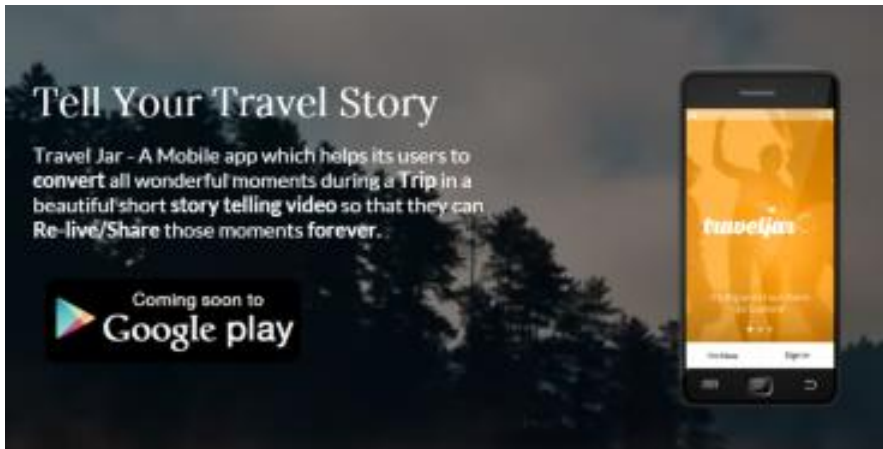 Tell Your Travel Story
Travel Jar - A Mobile app which helps its users to
convert all wonderful moments during a Trip in a
beautiful short story telling video so that they can
Re-live/Share those moments forever.
Coming soon to
Google play
traveljar
Sign In